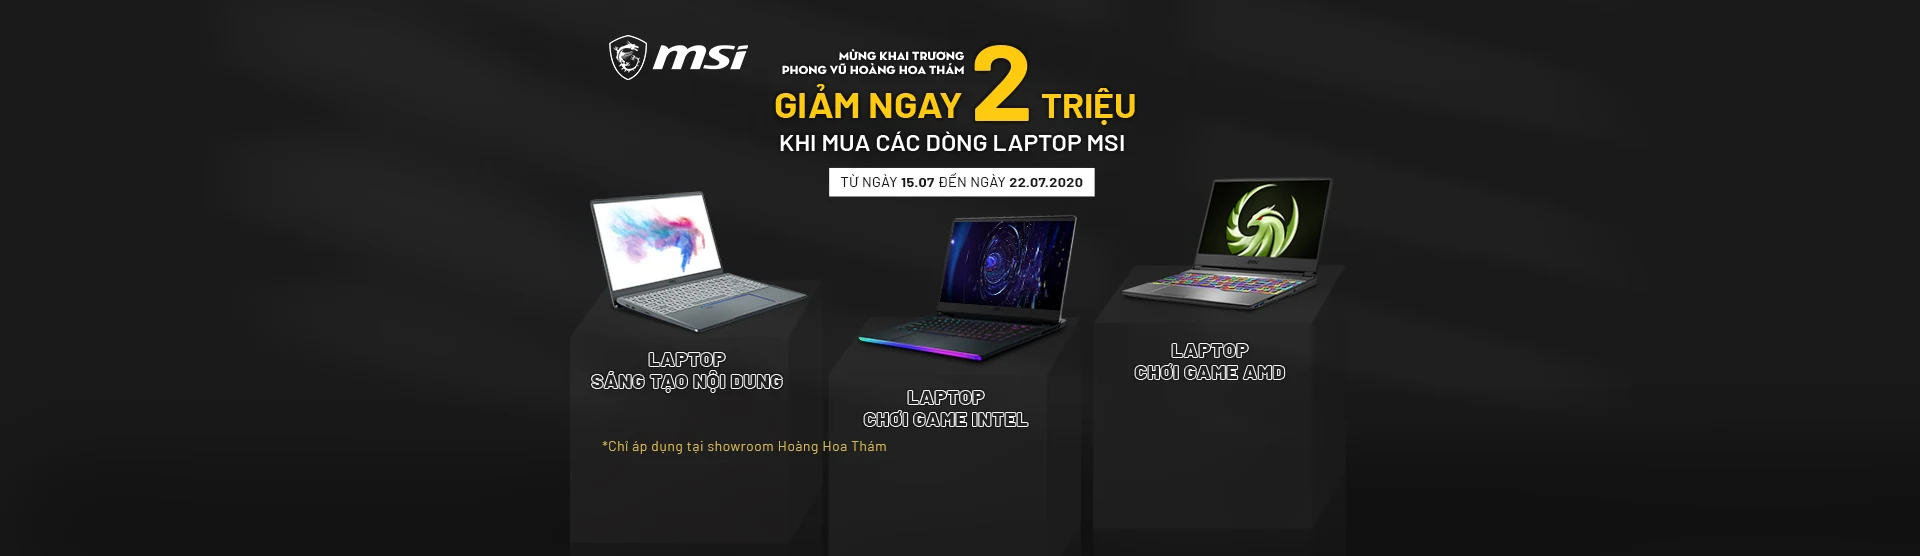 msi
MỪNG KHAI TRƯƠNG
PHONG VŨ HOÀNG HOA THÁM
GIẢM NGAY 2 TRIỆU
KHI MUA CÁC DÒNG LAPTOP MSI
TỪ NGÀY 15.07 ĐẾN NGÀY 22.07.2020
LAPTOP
SÁNG TẠO NỘI DUNG
LAPTOP
CHƠI GAME INTEL
LAPTOP
CHƠI GAME AMD
*Chỉ áp dụng tại showroom Hoàng Hoa Thám